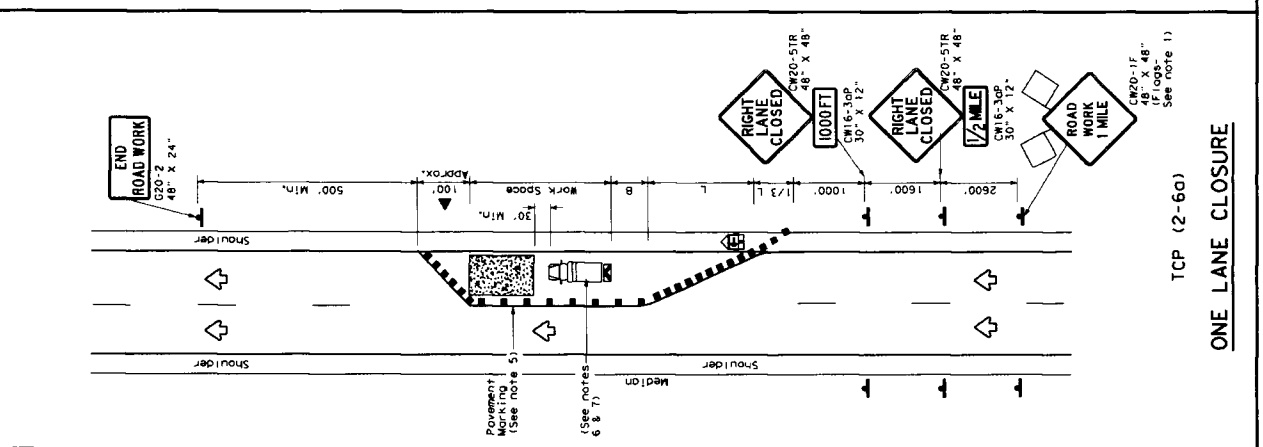 END
ROAD WORK
G20-2
48" X 24"
500' Min.
Approx.
100'
Work Space
30' Min.
B
L
1/3 L
1000'
1600'
2600'
Shoulder
Shoulder
Shoulder
Median
Pavement
Marking
(See note 5)
(See notes
6 & 7)
RIGHT
LANE
CLOSED
CW20-5TR
48" X 48"
1000 FT
CW16-3aP
30" X 12"
RIGHT
LANE
CLOSED
CW20-5TR
48" X 48"
1/2 MILE
CW16-3aP
30" X 12"
ROAD
WORK
1 MILE
CW20-1F
48" X 48"
(Flags-
See note 1)
TCP (2-6a)
ONE LANE CLOSURE